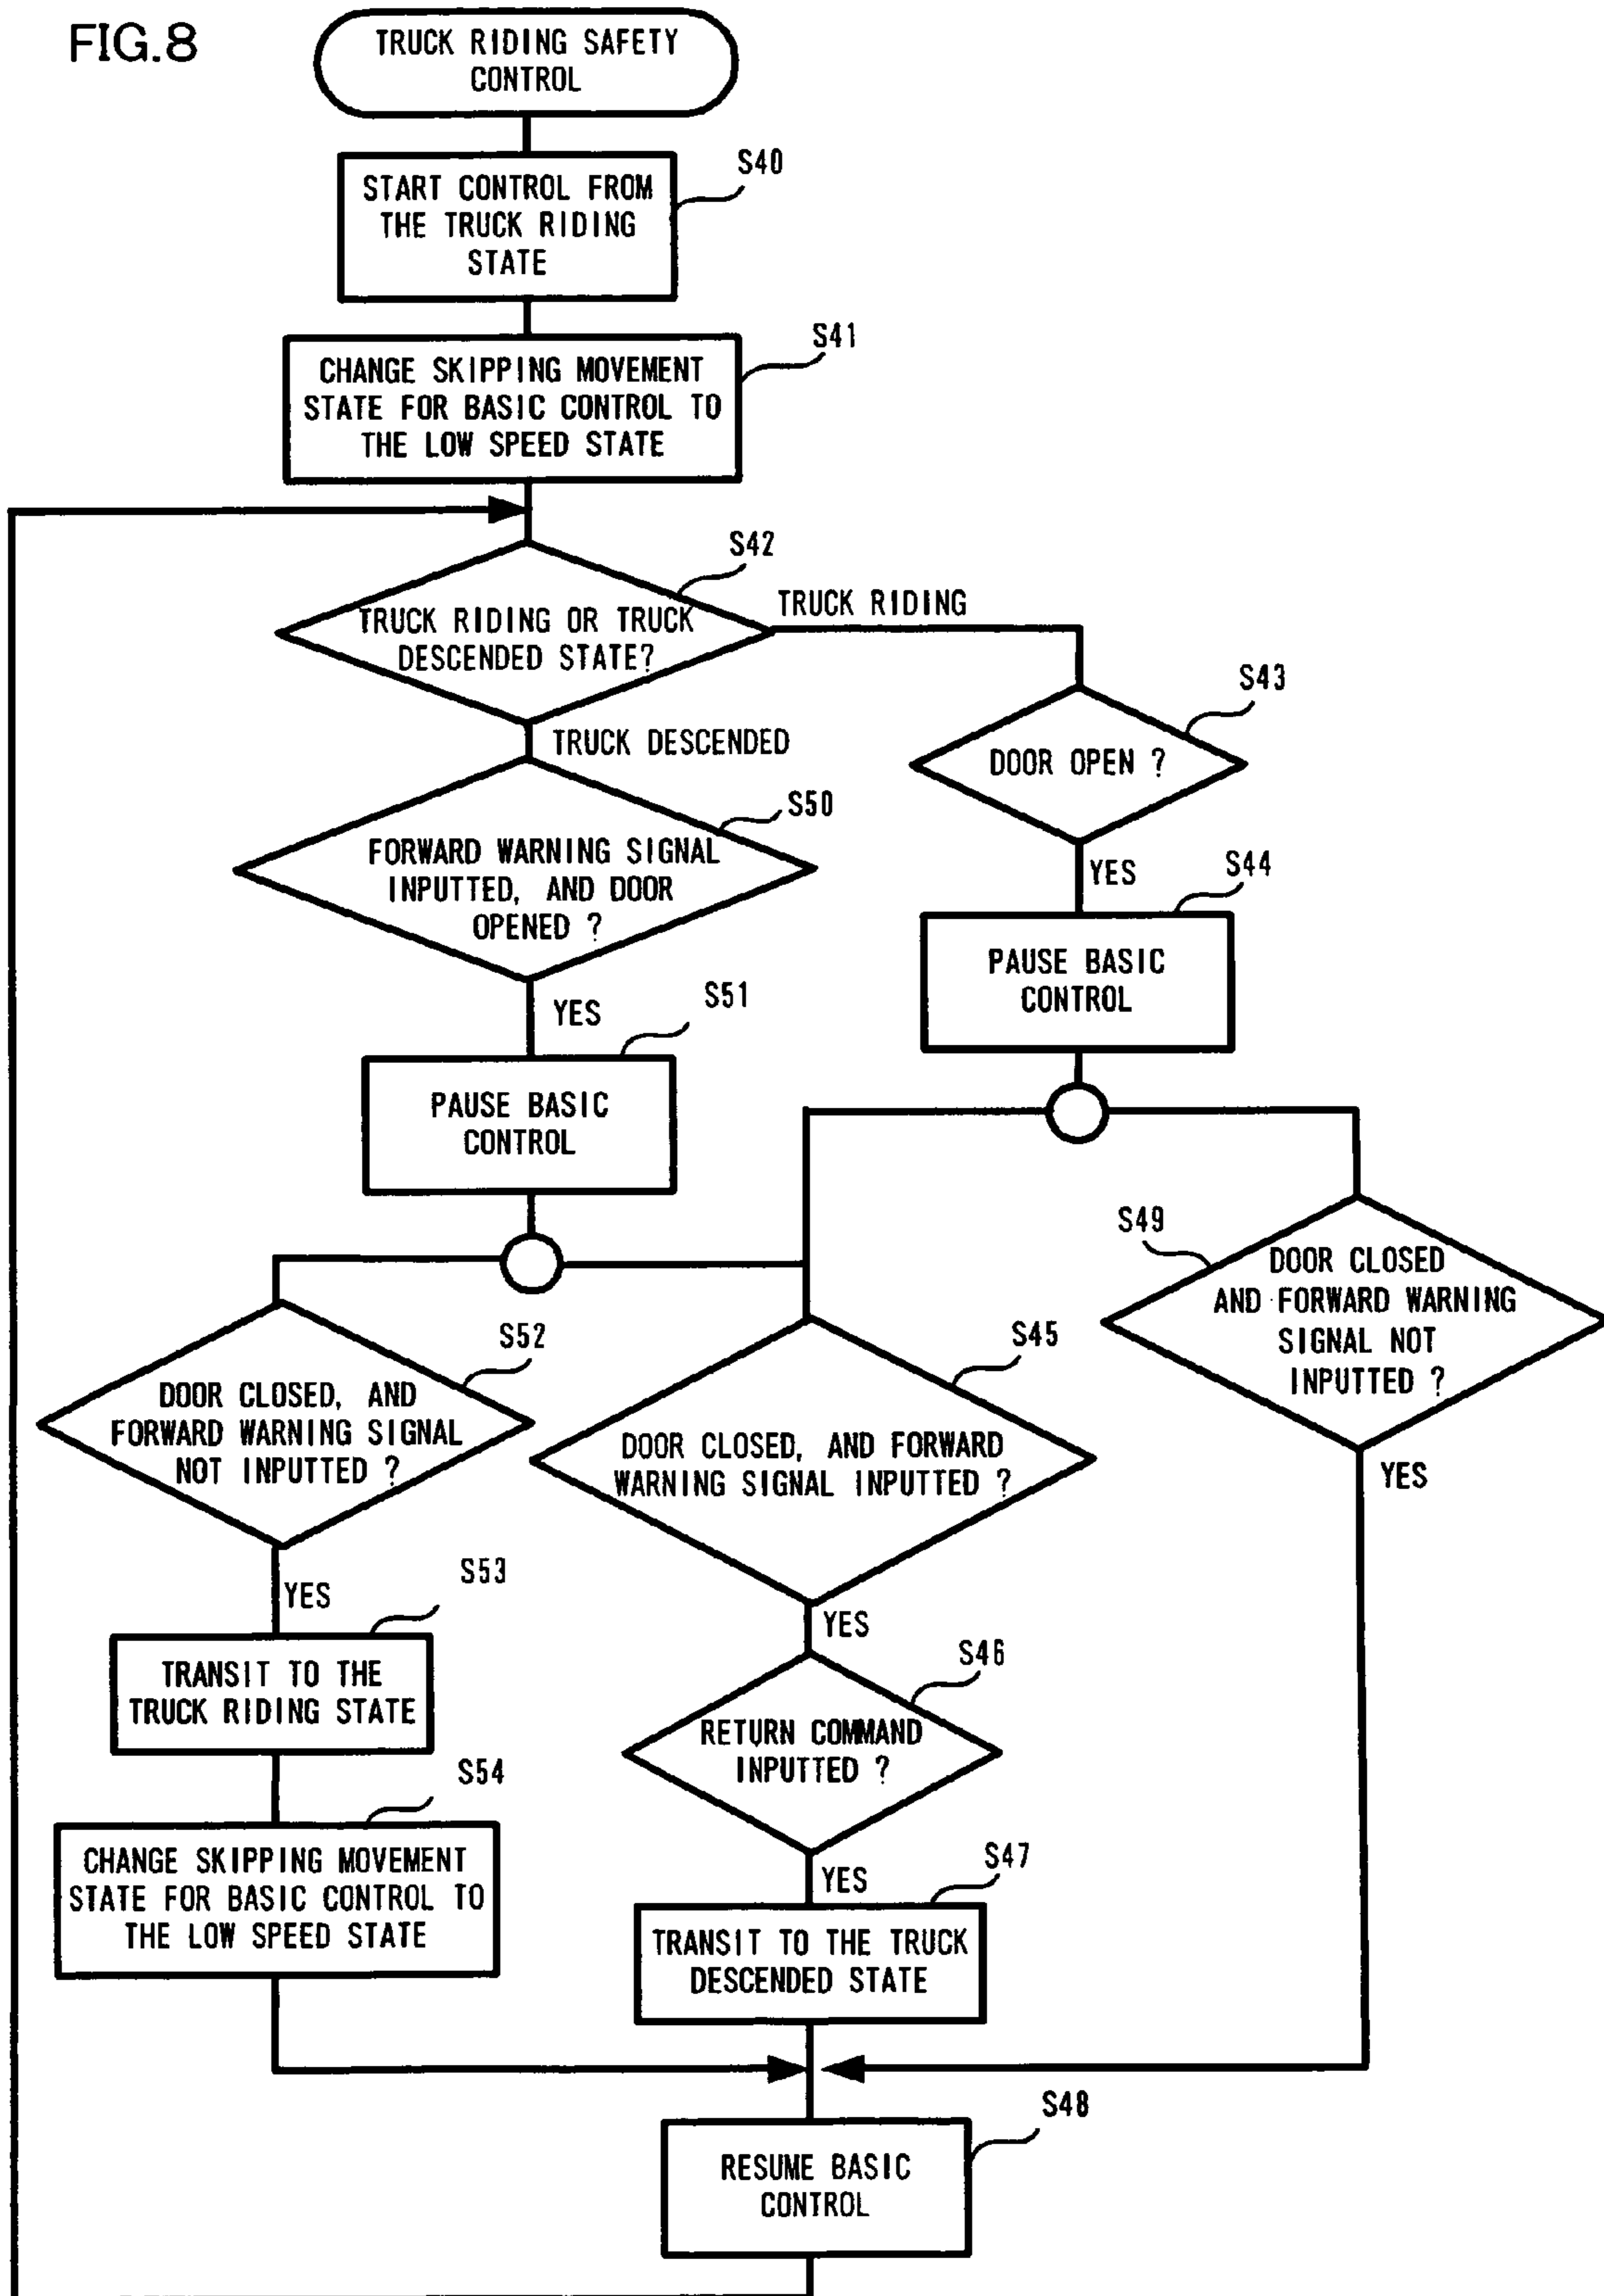 FIG.8
TRUCK RIDING SAFETY
CONTROL
S40
START CONTROL FROM
THE TRUCK RIDING
STATE
S41
CHANGE SKIPPING MOVEMENT
STATE FOR BASIC CONTROL TO
THE LOW SPEED STATE
S42
TRUCK RIDING OR TRUCK
DESCENDED STATE?
TRUCK RIDING
TRUCK DESCENDED
S43
DOOR OPEN ?
YES
S44
PAUSE BASIC
CONTROL
S50
FORWARD WARNING SIGNAL
INPUTTED, AND DOOR
OPENED ?
YES
S51
PAUSE BASIC
CONTROL
S49
DOOR CLOSED
AND FORWARD WARNING
SIGNAL NOT
INPUTTED ?
YES
S52
DOOR CLOSED, AND
FORWARD WARNING SIGNAL
NOT INPUTTED ?
YES
S45
DOOR CLOSED, AND FORWARD
WARNING SIGNAL INPUTTED ?
YES
S53
TRANSIT TO THE
TRUCK RIDING STATE
S46
RETURN COMMAND
INPUTTED ?
YES
S54
CHANGE SKIPPING MOVEMENT
STATE FOR BASIC CONTROL TO
THE LOW SPEED STATE
S47
TRANSIT TO THE TRUCK
DESCENDED STATE
S48
RESUME BASIC
CONTROL